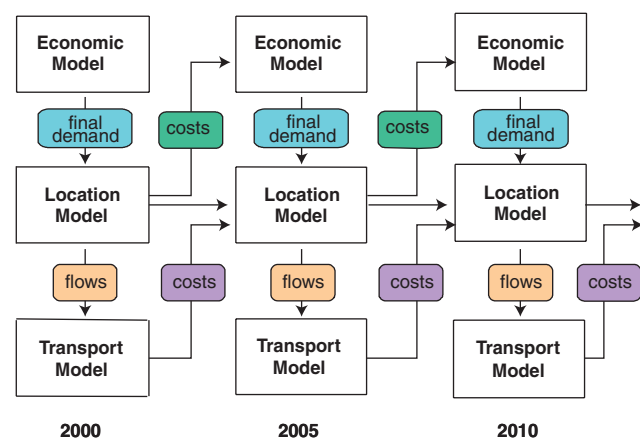 Economic
Model
Economic
Model
Economic
Model
final
demand
costs
final
demand
costs
final
demand
Location
Model
Location
Model
Location
Model
flows
costs
flows
costs
flows
costs
Transport
Model
Transport
Model
Transport
Model
2000
2005
2010